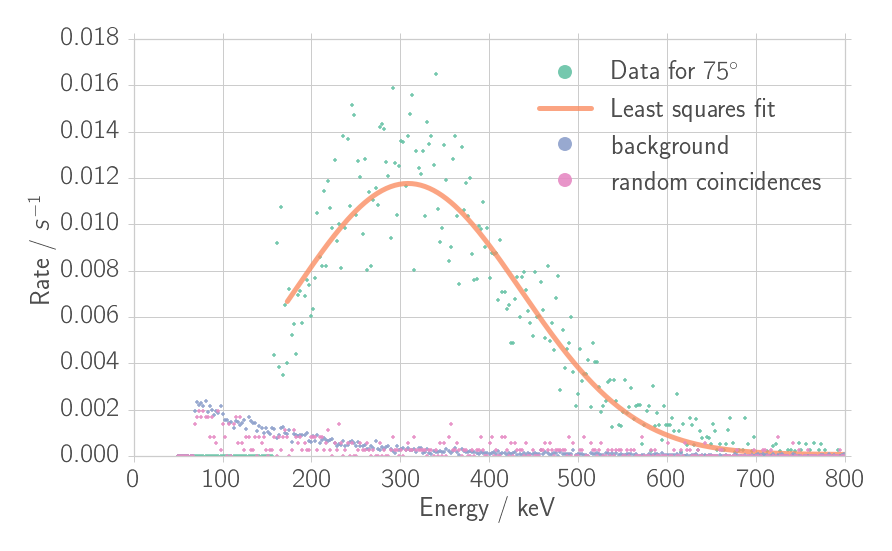 0.018
0.016
0.014
0.012
0.010
0.008
0.006
0.004
0.002
0.000
Rate / s⁻¹
Data for 75°
Least squares fit
background
random coincidences
0 100 200 300 400 500 600 700 800
Energy / keV